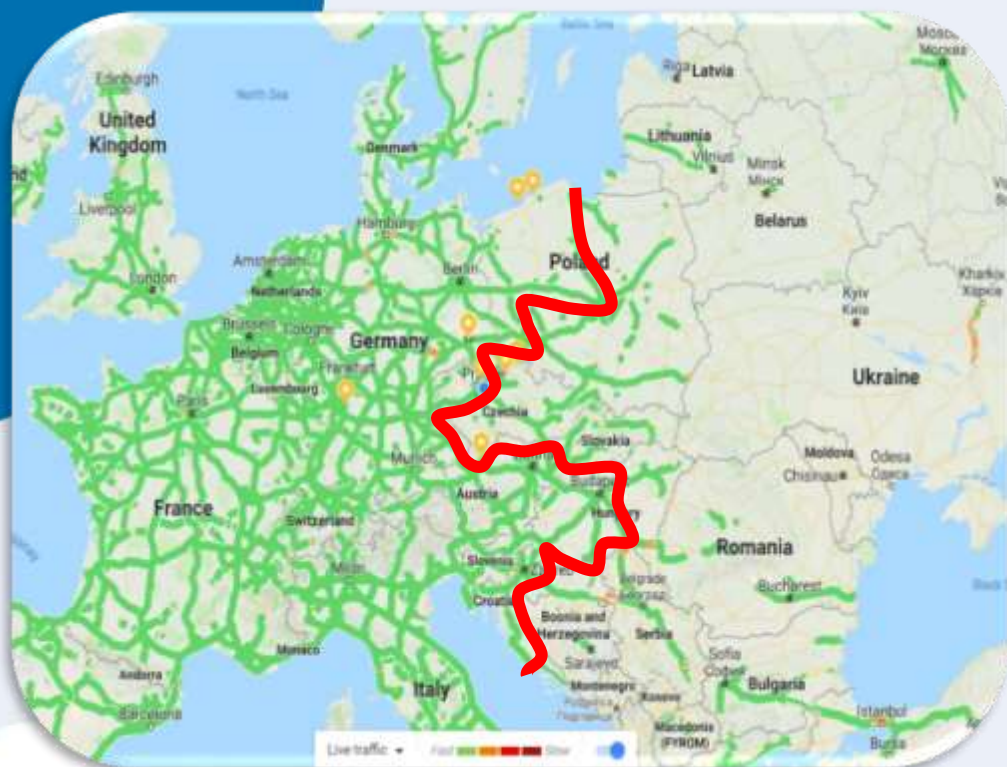 Edinburgh
North Sea
Baltic Sea
United
Kingdom
Denmark
Riga
Latvia
Lithuania
Vilnius
Minsk
Мінск
Belarus
Moscow
Москва
Liverpool
London
Hamburg
Amsterdam
Netherlands
Berlin
Poland
Brussels
Cologne
Belgium
Germany
Frankfurt
Luxembourg
Paris
Czechia
Kyiv
Київ
Kharkiv
Харків
Ukraine
Munich
Slovakia
Moldova
Chisinau
Odesa
Одеса
Austria
Hungary
France
Switzerland
Slovenia
Milan
Croatia
Romania
Bucharest
Belgrade
Београд
Bosnia and
Herzegovina
Serbia
Sarajevo
Monaco
Andorra
Barcelona
Italy
Montenegro
Kosovo
Sofia
София
Bulgaria
Macedonia
(FYROM)
Istanbul
Bursa
Live traffic
Fast
Slow